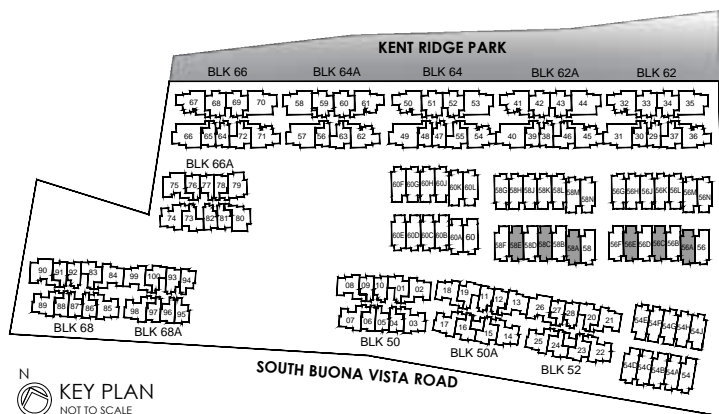 KENT RIDGE PARK
BLK 66 BLK 64A BLK 64 BLK 62A BLK 62
67 68 69 70 58 59 60 61 50 51 52 53 41 42 43 44 32 33 34 35
66 65 64 72 71 57 56 63 62 49 48 47 55 54 40 39 38 46 45 31 30 29 37 36
BLK 66A
75 76 77 78 79 60F 60G 60H 60J 60K 60L 58G 58H 58J 58K 58L 58M 58N 56G 56H 56J 56K 56L 56M 56N
74 73 82 81 80 60E 60D 60C 60B 60A 60 58F 58E 58D 58C 58B 58A 58 56F 56E 56D 56C 56B 56A 56
90 91 92 83 84 99 100 93 94 08 09 10 01 02 18 19 11 12 13 26 27 28 20 21 54E 54F 54G 54H 54J
89 88 87 86 85 98 97 96 95 07 06 05 04 03 17 16 15 14 25 24 23 22 54D 54C 54B 54A 54
BLK 68 BLK 68A BLK 50 BLK 50A BLK 52
SOUTH BUONA VISTA ROAD
N
KEY PLAN
NOT TO SCALE